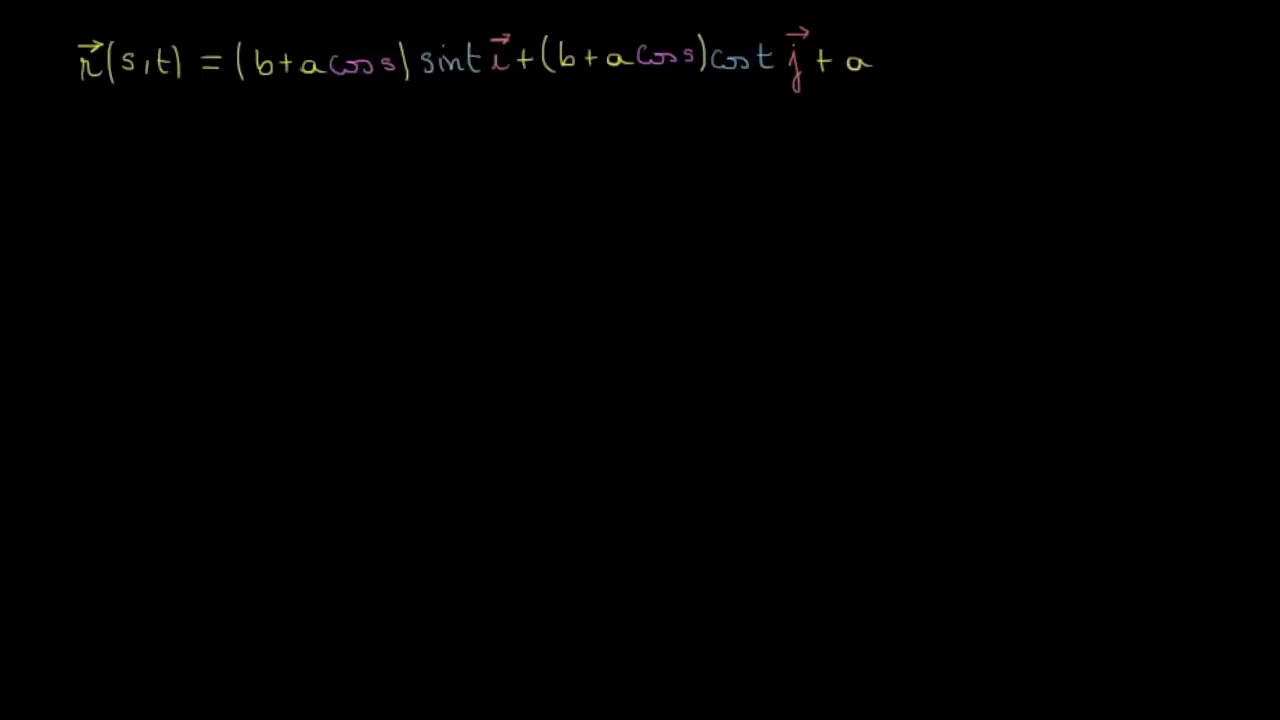 r⃗(s,t) = (b+a cos s) sin t i⃗ + (b+a cos s) cos t j⃗ + a